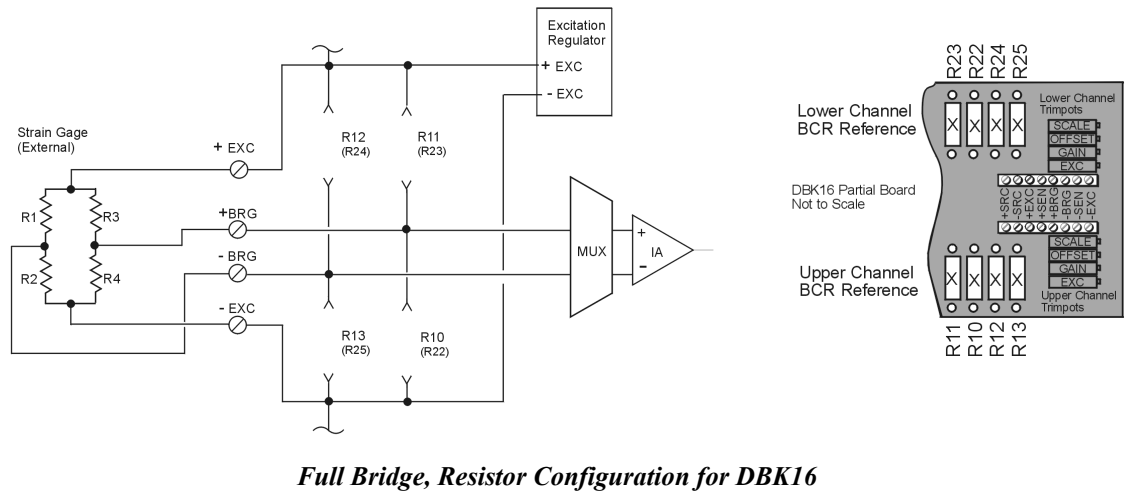 Excitation
Regulator
+ EXC
- EXC
Strain Gage
(External)
+ EXC
R12
(R24)
R11
(R23)
R1
R3
R2
R4
+BRG
- BRG
- EXC
MUX
+
-
IA
R13
(R25)
R10
(R22)
R23
R22
R24
R25
Lower Channel
BCR Reference
X X X X
Lower Channel
Trimpots
SCALE
OFFSET
GAIN
EXC
DBK16 Partial Board
Not to Scale
+SRC
-SRC
+EXC
+SEN
+BRG
-BRG
-SEN
-EXC
Upper Channel
BCR Reference
X X X X
SCALE
OFFSET
GAIN
EXC
Upper Channel
Trimpots
R11
R10
R12
R13
Full Bridge, Resistor Configuration for DBK16